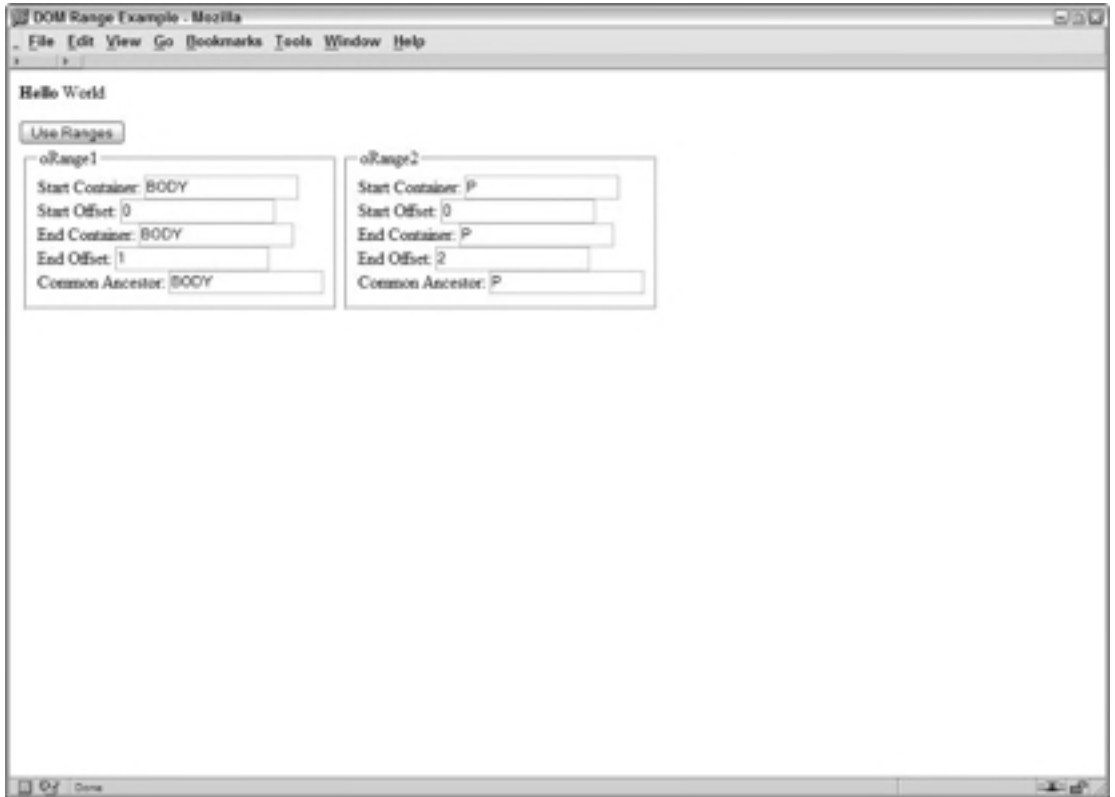 DOM Range Example - Mozilla
File Edit View Go Bookmarks Tools Window Help
Hello World
Use Ranges
oRange1
Start Container: BODY
Start Offset: 0
End Container: BODY
End Offset: 1
Common Ancestor: BODY
oRange2
Start Container: P
Start Offset: 0
End Container: P
End Offset: 2
Common Ancestor: P
Done